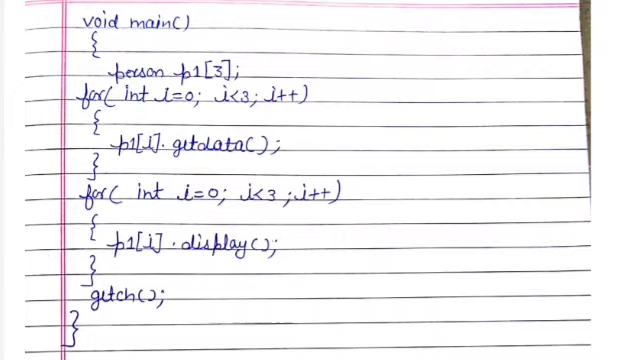 void main()
{
person p1[3];
for( int i=0; i<3; i++)
{
p1[i]. getdata();
}
for( int i=0; i<3 ; i++)
{
p1[i] . display();
}
getch();
}